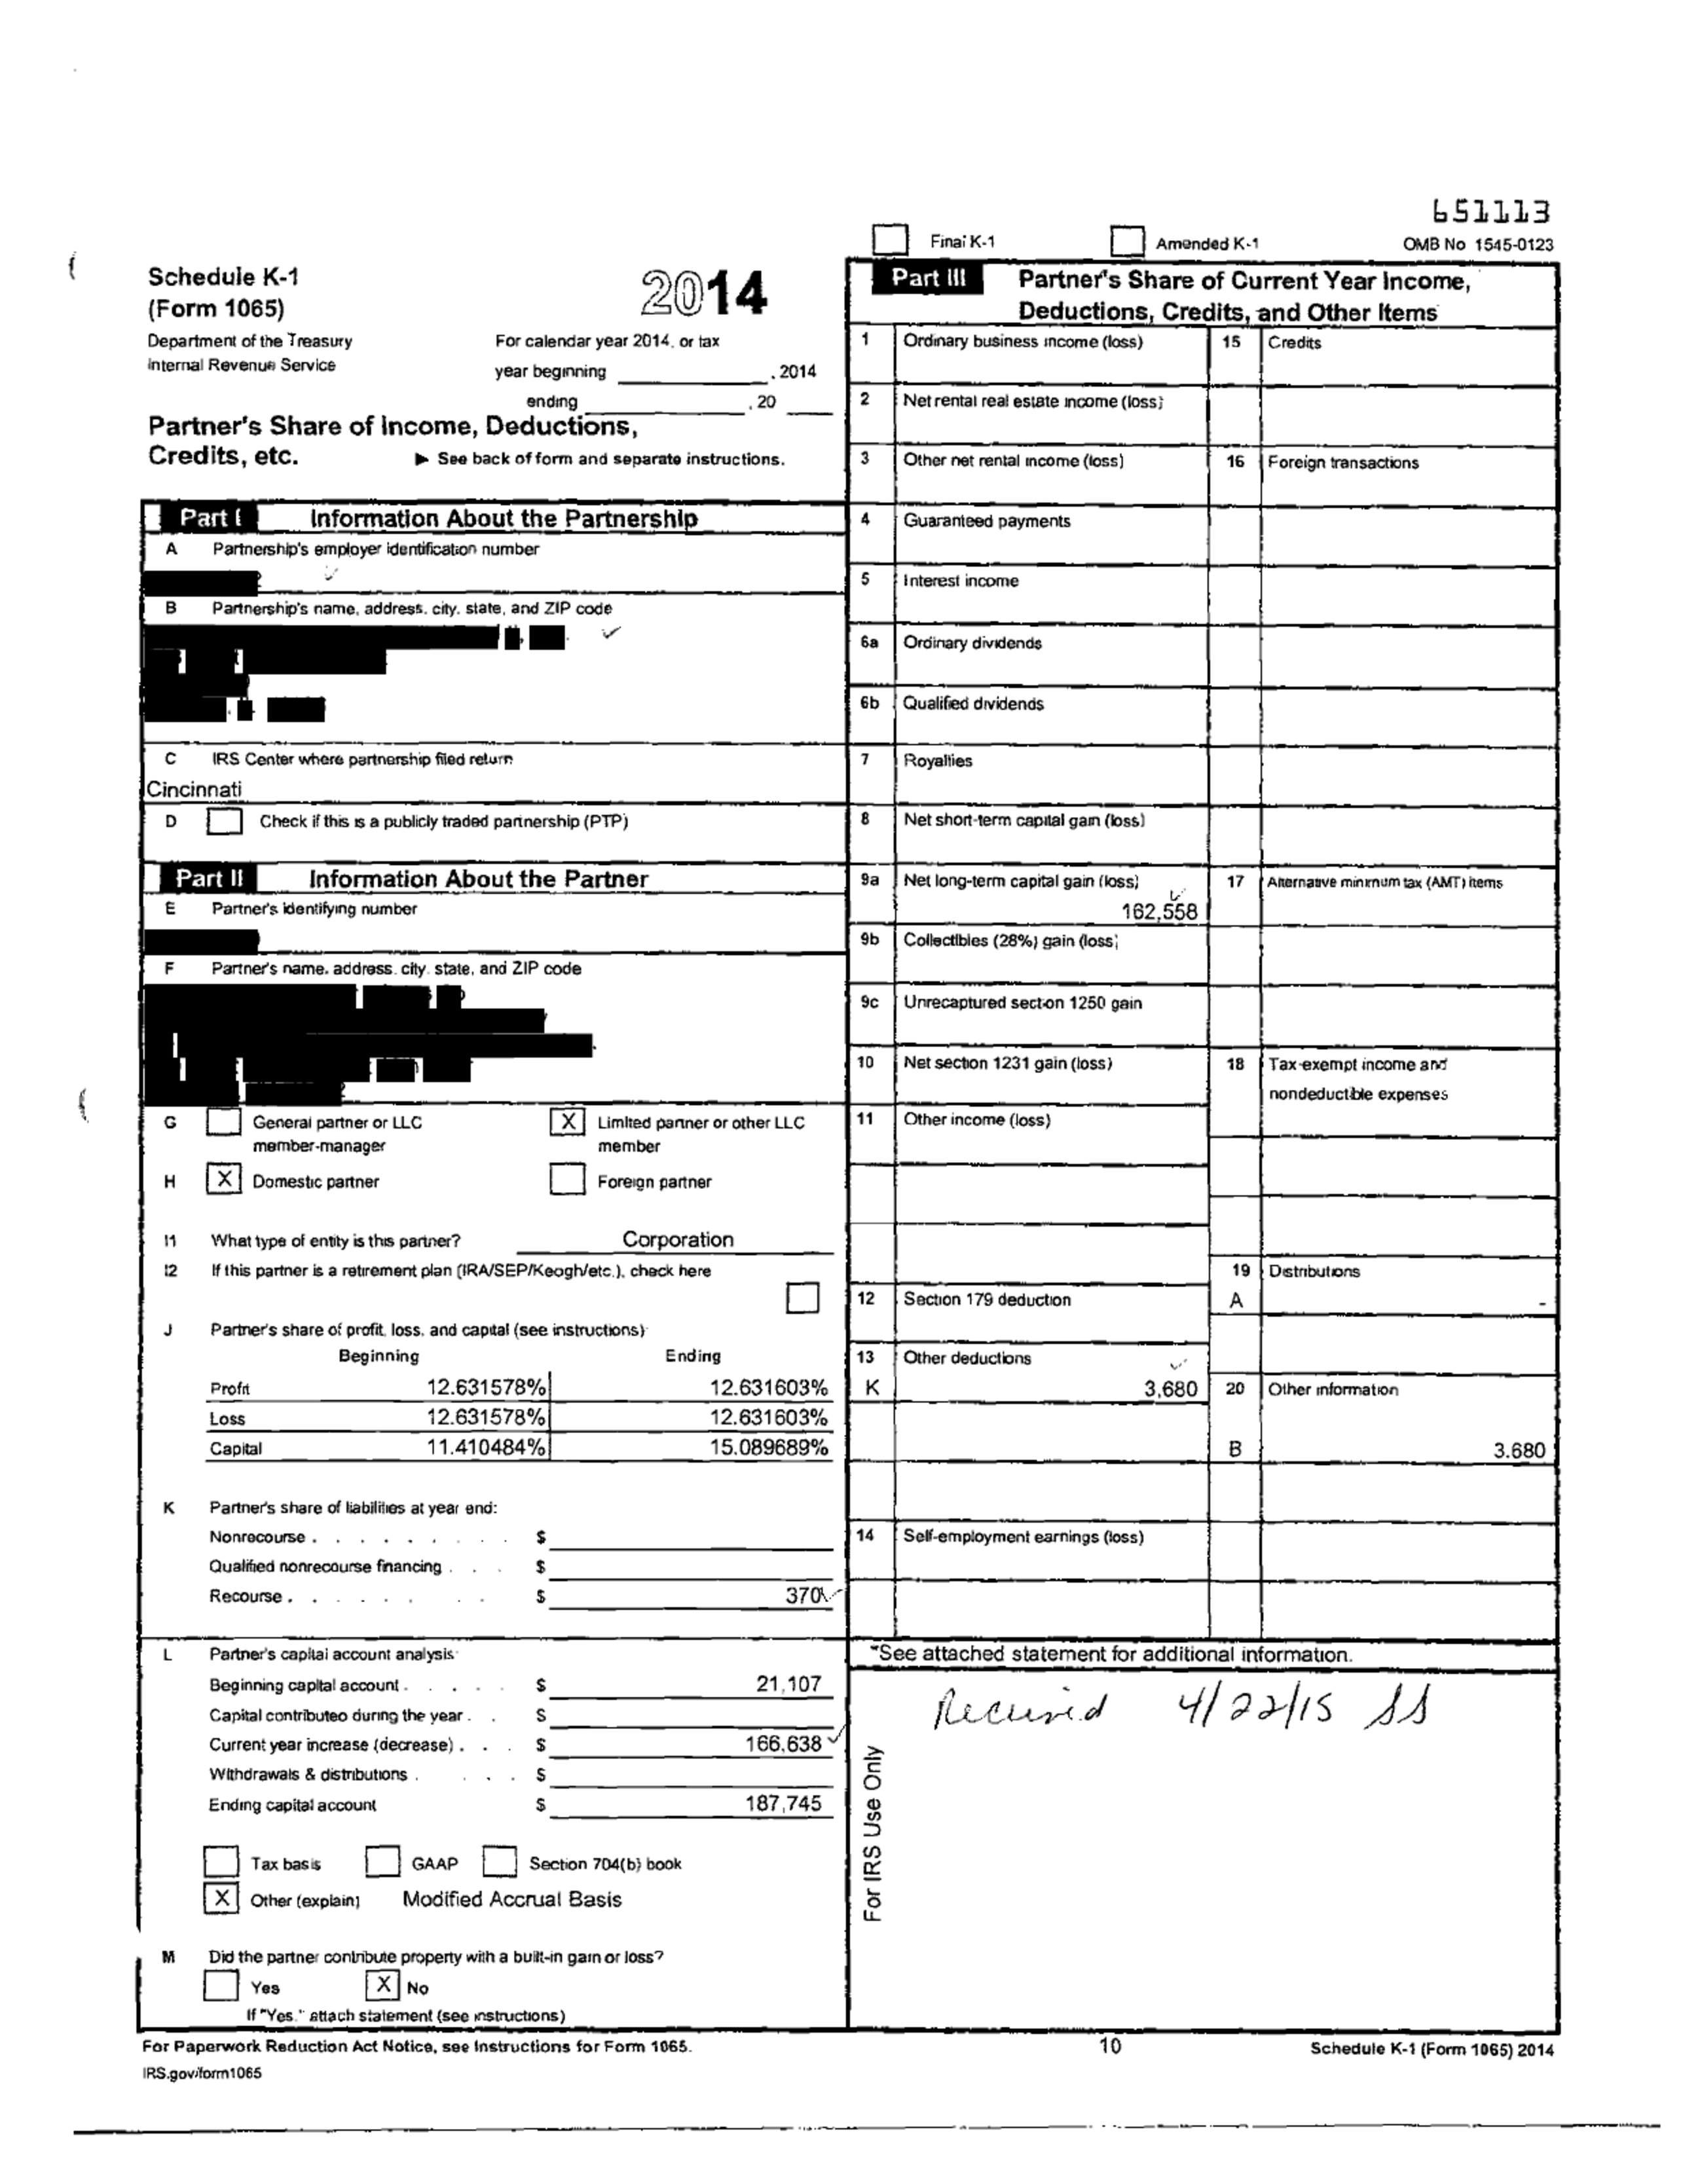 651113
Final K-1
Amended K-1
OMB No 1545-0123
Schedule K-1
(Form 1065)
2014
Department of the Treasury
Internal Revenue Service
For calendar year 2014, or tax
year beginning , 2014
ending , 20
Partner's Share of Income, Deductions,
Credits, etc.
▶ See back of form and separate instructions.
Part I Information About the Partnership
A Partnership's employer identification number
B Partnership's name, address, city, state, and ZIP code
C IRS Center where partnership filed return
Cincinnati
D Check if this is a publicly traded partnership (PTP)
Part II Information About the Partner
E Partner's identifying number
F Partner's name, address, city, state, and ZIP code
G General partner or LLC
member-manager
X Limited partner or other LLC
member
H X Domestic partner
Foreign partner
I1 What type of entity is this partner? Corporation
I2 If this partner is a retirement plan (IRA/SEP/Keogh/etc.), check here
J Partner's share of profit, loss, and capital (see instructions)
Beginning Ending
Profit 12.631578% 12.631603%
Loss 12.631578% 12.631603%
Capital 11.410484% 15.089689%
K Partner's share of liabilities at year end:
Nonrecourse . . . . . . . . $
Qualified nonrecourse financing . . . $
Recourse . . . . . . . . $ 370
L Partner's capital account analysis
Beginning capital account . . . . . $ 21,107
Capital contributed during the year . . $
Current year increase (decrease) . . . $ 166,638
Withdrawals & distributions . . . . $
Ending capital account $ 187,745
Tax basis
GAAP
Section 704(b) book
X Other (explain) Modified Accrual Basis
M Did the partner contribute property with a built-in gain or loss?
Yes
X No
If "Yes," attach statement (see instructions)
Part III Partner's Share of Current Year Income,
Deductions, Credits, and Other Items
1 Ordinary business income (loss)
15 Credits
2 Net rental real estate income (loss)
3 Other net rental income (loss)
16 Foreign transactions
4 Guaranteed payments
5 Interest income
6a Ordinary dividends
6b Qualified dividends
7 Royalties
8 Net short-term capital gain (loss)
9a Net long-term capital gain (loss)
162,558
17 Alternative minimum tax (AMT) items
9b Collectibles (28%) gain (loss)
9c Unrecaptured section 1250 gain
10 Net section 1231 gain (loss)
18 Tax-exempt income and
nondeductible expenses
11 Other income (loss)
19 Distributions
A -
12 Section 179 deduction
13 Other deductions
K 3,680
20 Other information
B 3.680
14 Self-employment earnings (loss)
*See attached statement for additional information.
Received 4/22/15 SS
For IRS Use Only
For Paperwork Reduction Act Notice, see Instructions for Form 1065.
10
Schedule K-1 (Form 1065) 2014
IRS.gov/form1065